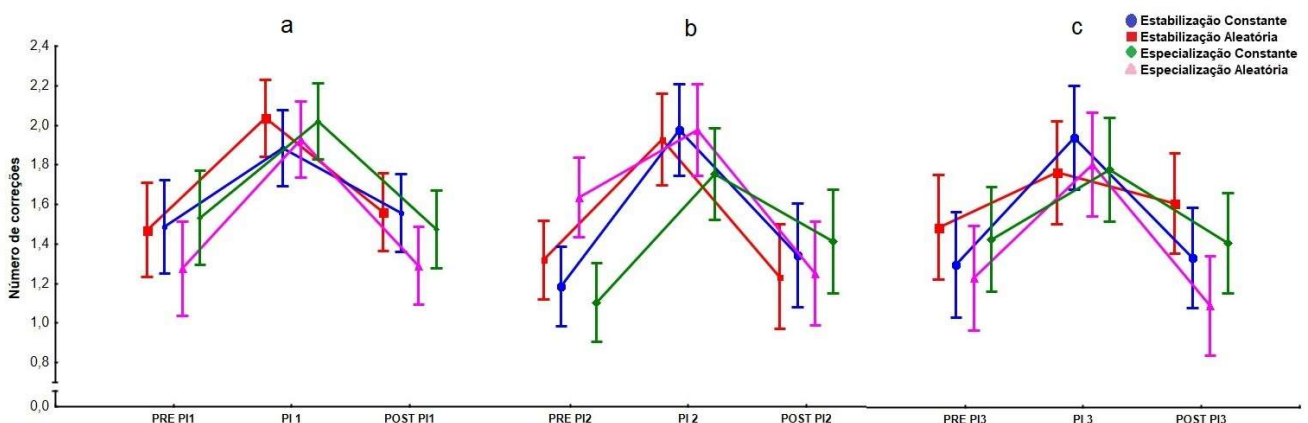 a
b
c
Estabilização Constante
Estabilização Aleatória
Especialização Constante
Especialização Aleatória
Número de correções
2,4
2,2
2,0
1,8
1,6
1,4
1,2
1,0
0,8
0,0
PRE PI1
PI 1
POST PI1
PRE PI2
PI 2
POST PI2
PRE PI3
PI 3
POST PI3